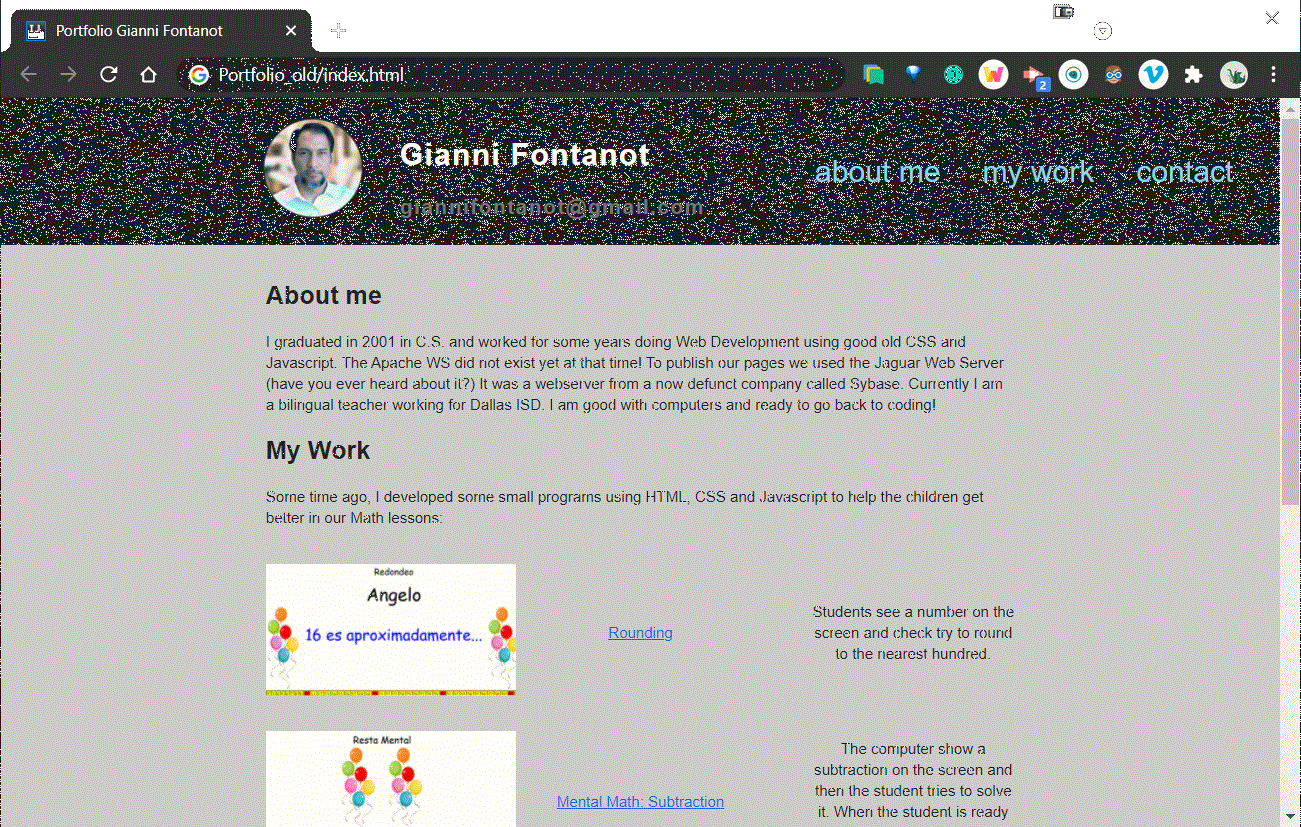 Portfolio Gianni Fontanot
Portfolio_old/index.html
2
Gianni Fontanot
giannifontanot@gmail.com
about me
my work
contact
About me
I graduated in 2001 in C.S. and worked for some years doing Web Development using good old CSS and
Javascript. The Apache WS did not exist yet at that time! To publish our pages we used the Jaguar Web Server
(have you ever heard about it?) It was a webserver from a now defunct company called Sybase. Currently I am
a bilingual teacher working for Dallas ISD. I am good with computers and ready to go back to coding!
My Work
Some time ago, I developed some small programs using HTML, CSS and Javascript to help the children get
better in our Math lessons:
Redondeo
Angelo
16 es aproximadamente...
Rounding
Students see a number on the
screen and check try to round
to the nearest hundred.
Resta Mental
Mental Math: Subtraction
The computer show a
subtraction on the screen and
then the student tries to solve
it. When the student is ready